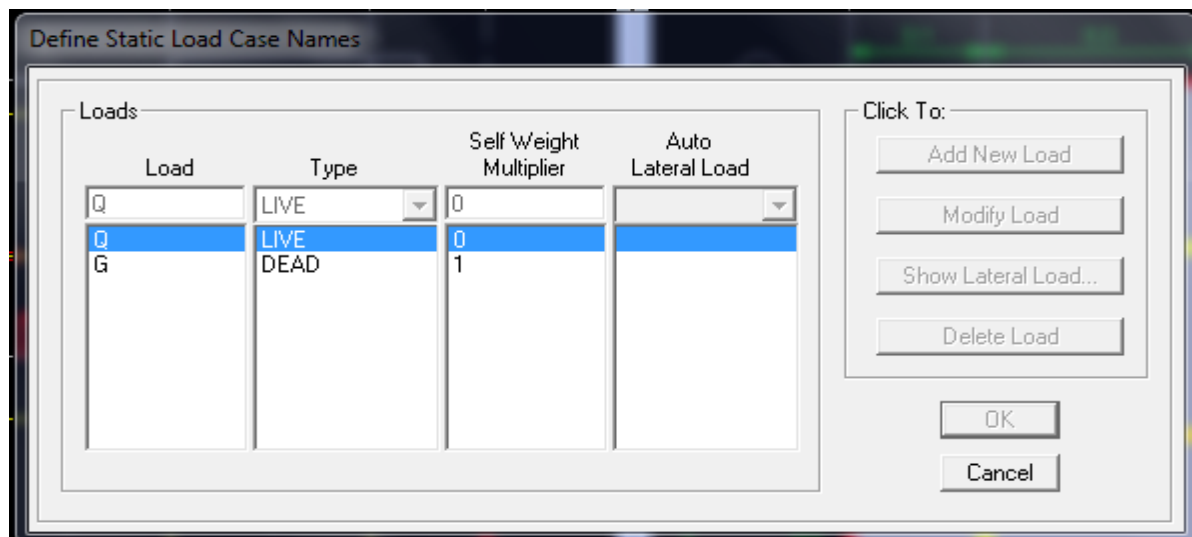 Define Static Load Case Names
Loads
Load Type Self Weight Multiplier Auto Lateral Load
Q LIVE 0
Q LIVE 0
G DEAD 1
Click To:
Add New Load
Modify Load
Show Lateral Load...
Delete Load
OK
Cancel